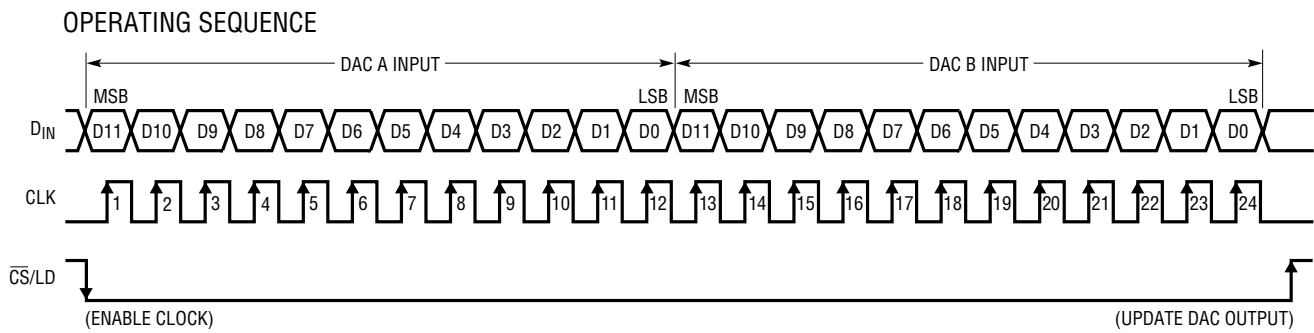 OPERATING SEQUENCE
DAC A INPUT DAC B INPUT
MSB LSB MSB LSB
DIN D11 D10 D9 D8 D7 D6 D5 D4 D3 D2 D1 D0 D11 D10 D9 D8 D7 D6 D5 D4 D3 D2 D1 D0
CLK 1 2 3 4 5 6 7 8 9 10 11 12 13 14 15 16 17 18 19 20 21 22 23 24
C̅S̅/LD
(ENABLE CLOCK) (UPDATE DAC OUTPUT)